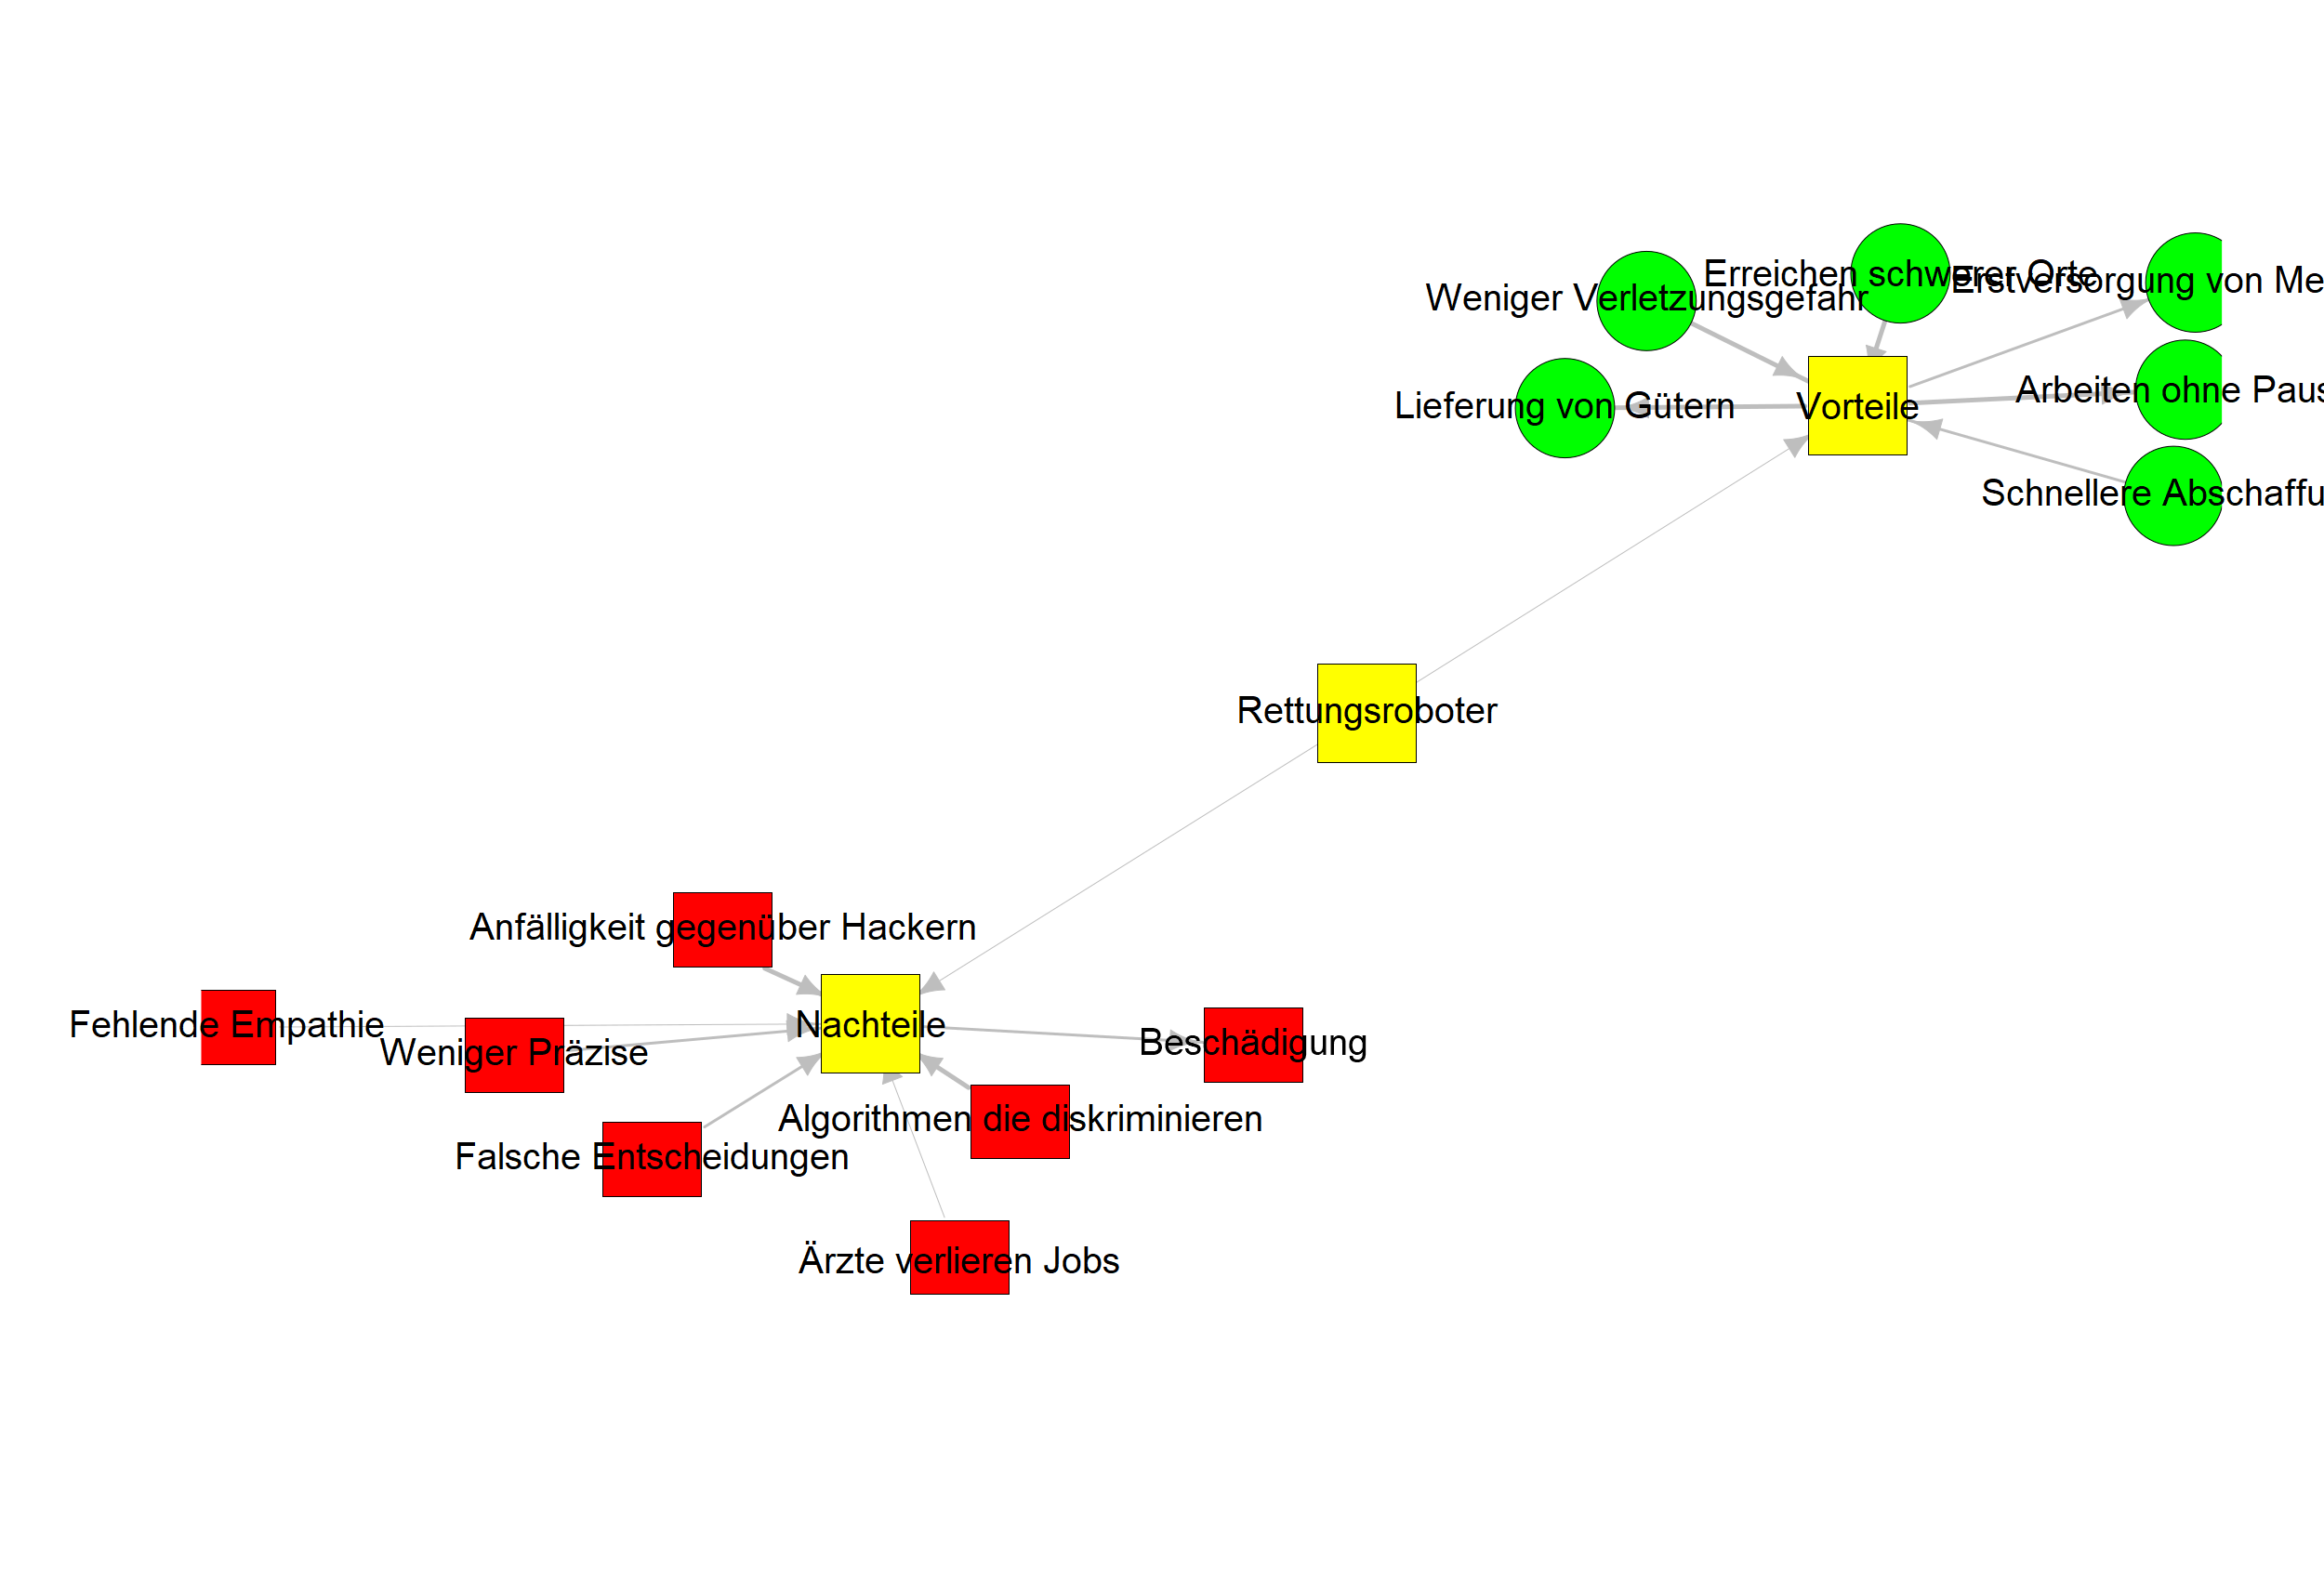 Erreichen schwerer Orte
Erstversorgung von Me
Weniger Verletzungsgefahr
Arbeiten ohne Paus
Lieferung von Gütern
Vorteile
Schnellere Abschaffu
Rettungsroboter
Anfälligkeit gegenüber Hackern
Fehlende Empathie
Nachteile
Weniger Präzise
Beschädigung
Algorithmen die diskriminieren
Falsche Entscheidungen
Ärzte verlieren Jobs